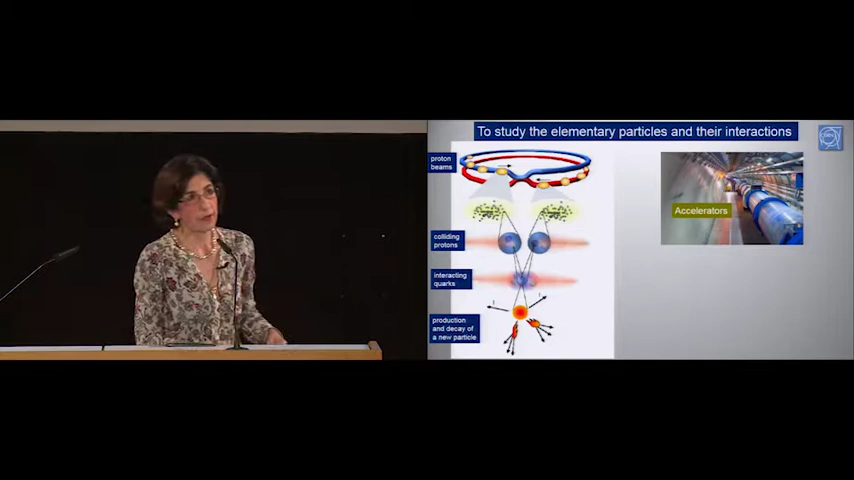 To study the elementary particles and their interactions
proton
beams
Accelerators
colliding
protons
interacting
quarks
production
and decay of
a new particle